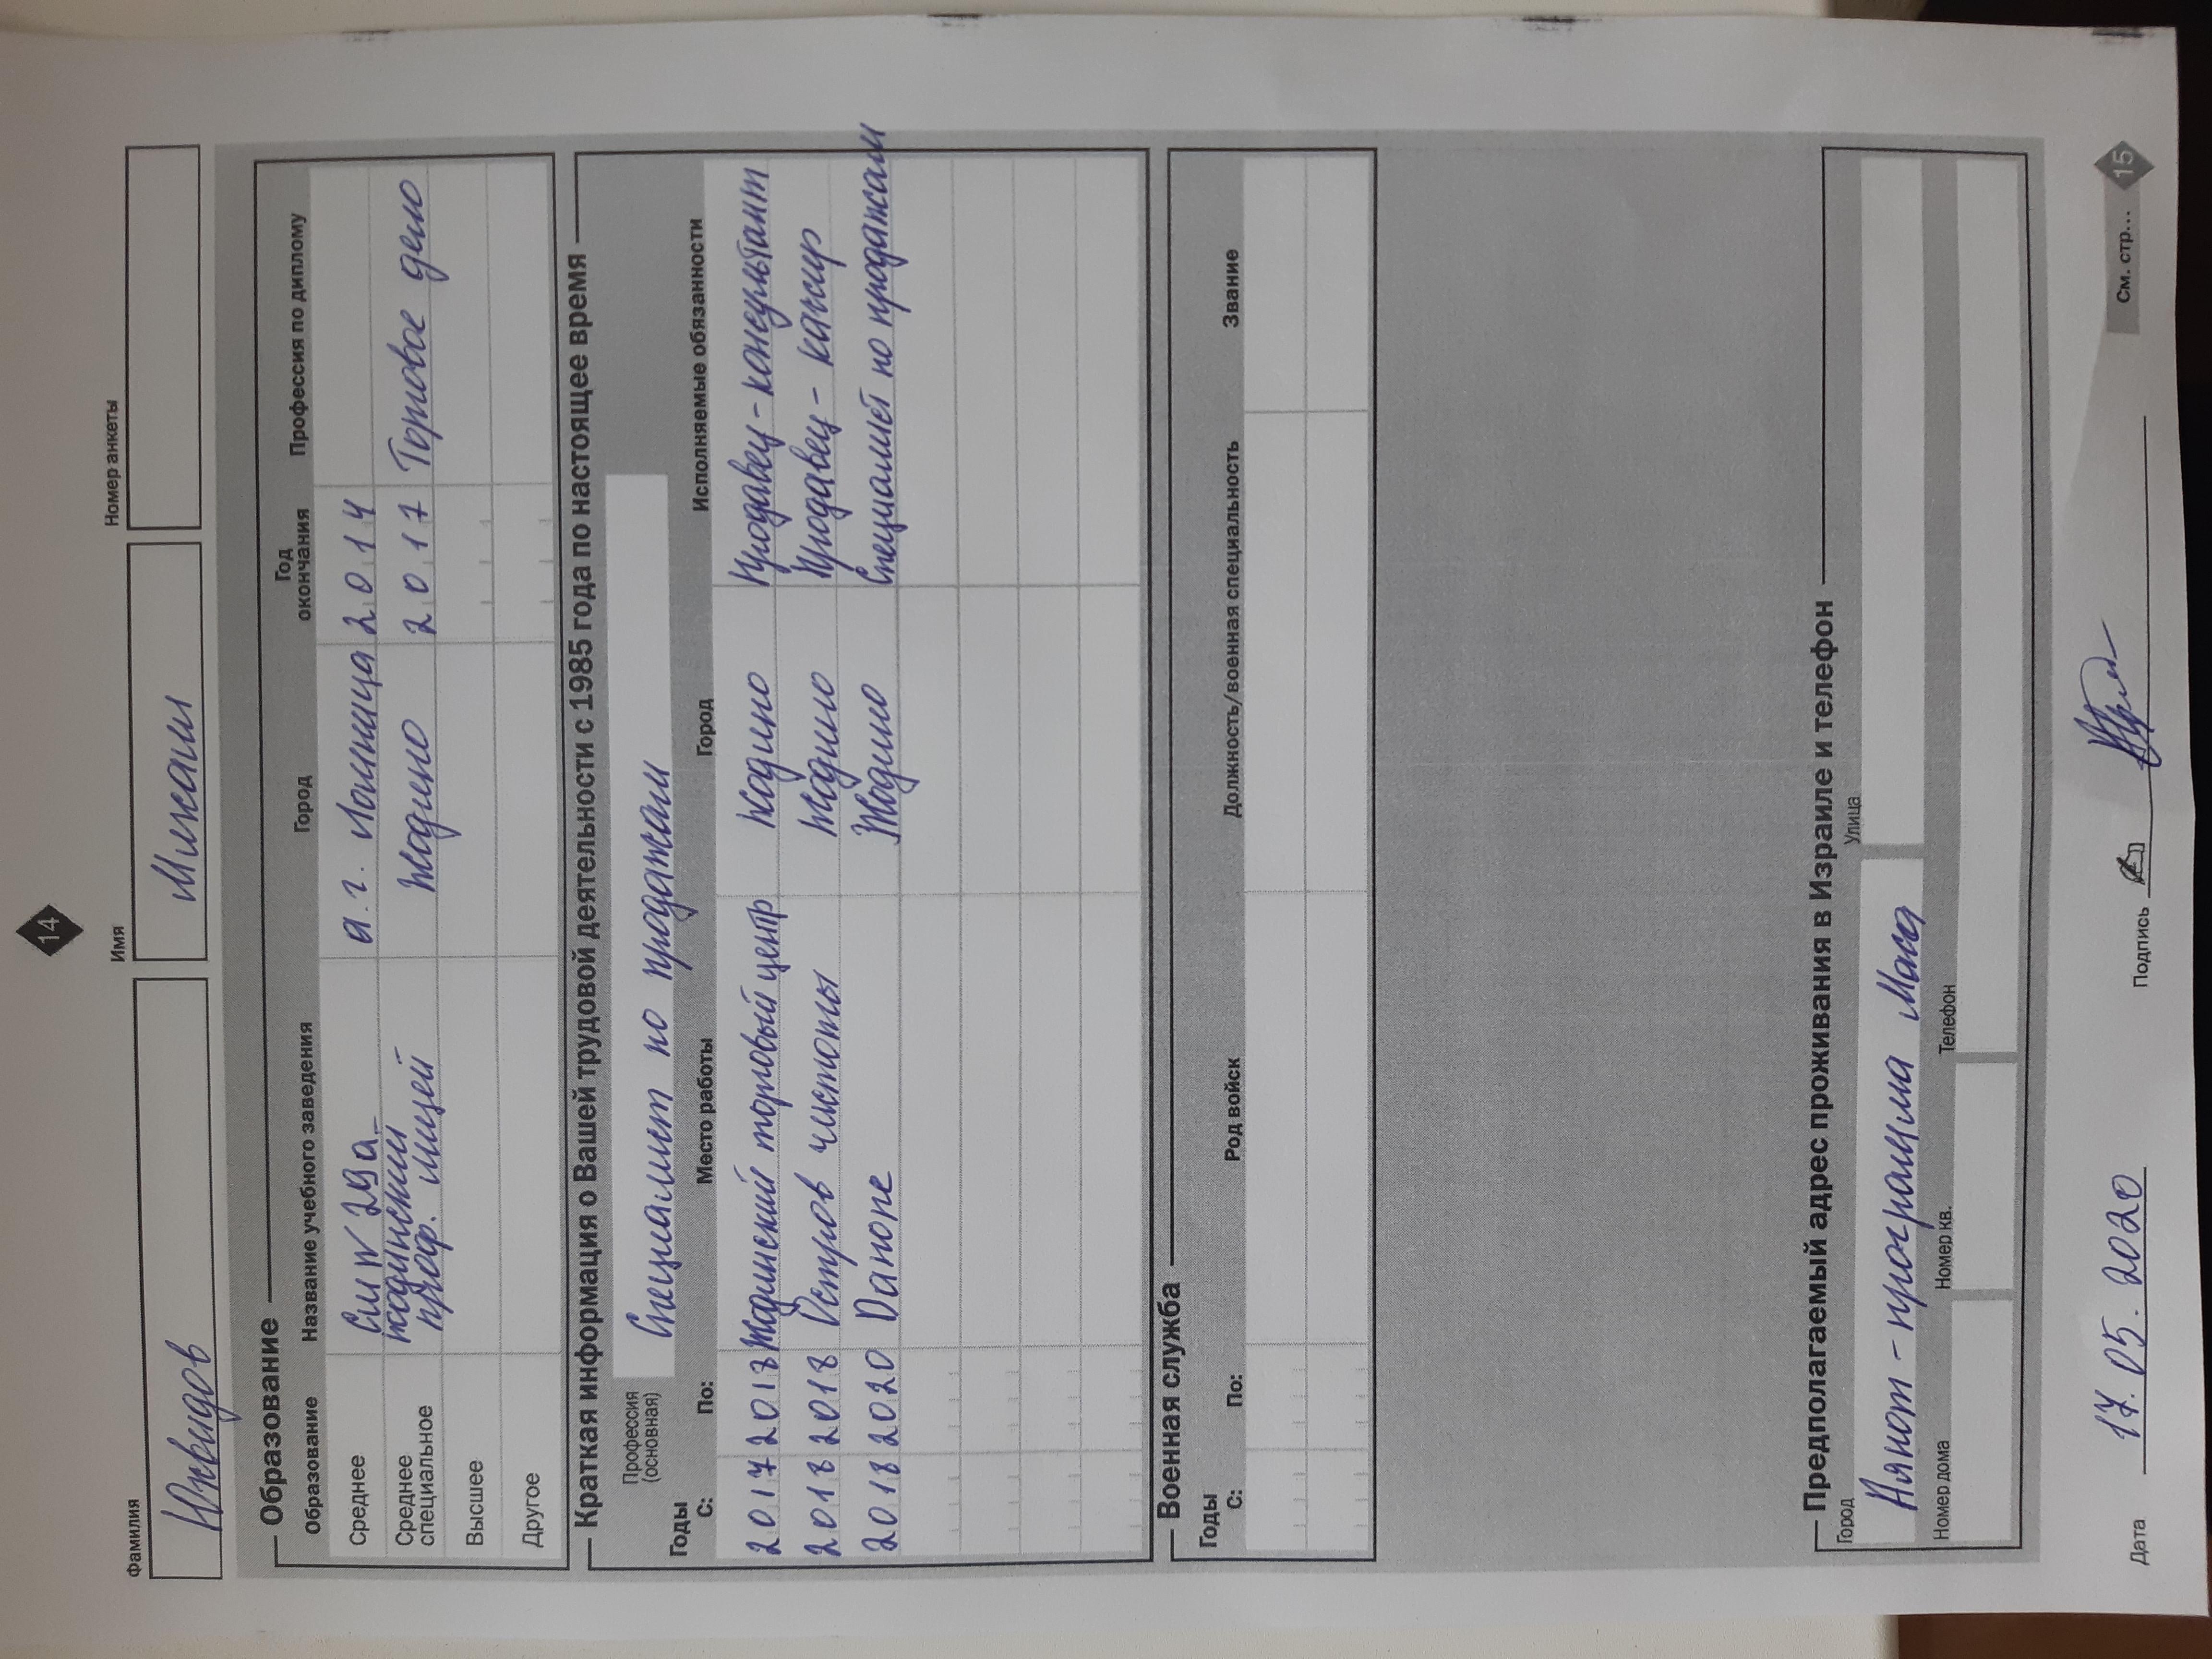 14
Фамилия Имя Номер анкеты
Юхвидов Михаил
Образование
Образование Название учебного заведения Город Год окончания Профессия по диплому
Среднее а.г. Лошница 2014
Среднее специальное Жодинский проф. лицей Жодино 2017 Торговое дело
Высшее
Другое
Краткая информация о Вашей трудовой деятельности с 1985 года по настоящее время
Профессия (основная) Специалист по продажам
Годы
С: По: Место работы Город Исполняемые обязанности
2017 2018 Жодинский торговый центр Жодино Продавец-консультант
2018 2018 Остров чистоты Жодино Продавец-кассир
2018 2020 Danone Жодино Специалист по продажам
Военная служба
Годы
С: По: Род войск Должность/военная специальность Звание
Предполагаемый адрес проживания в Израиле и телефон
Город Улица
Аянот-программа Маса
Номер дома Номер кв. Телефон
Дата 17.05.2020 Подпись См. стр... 15